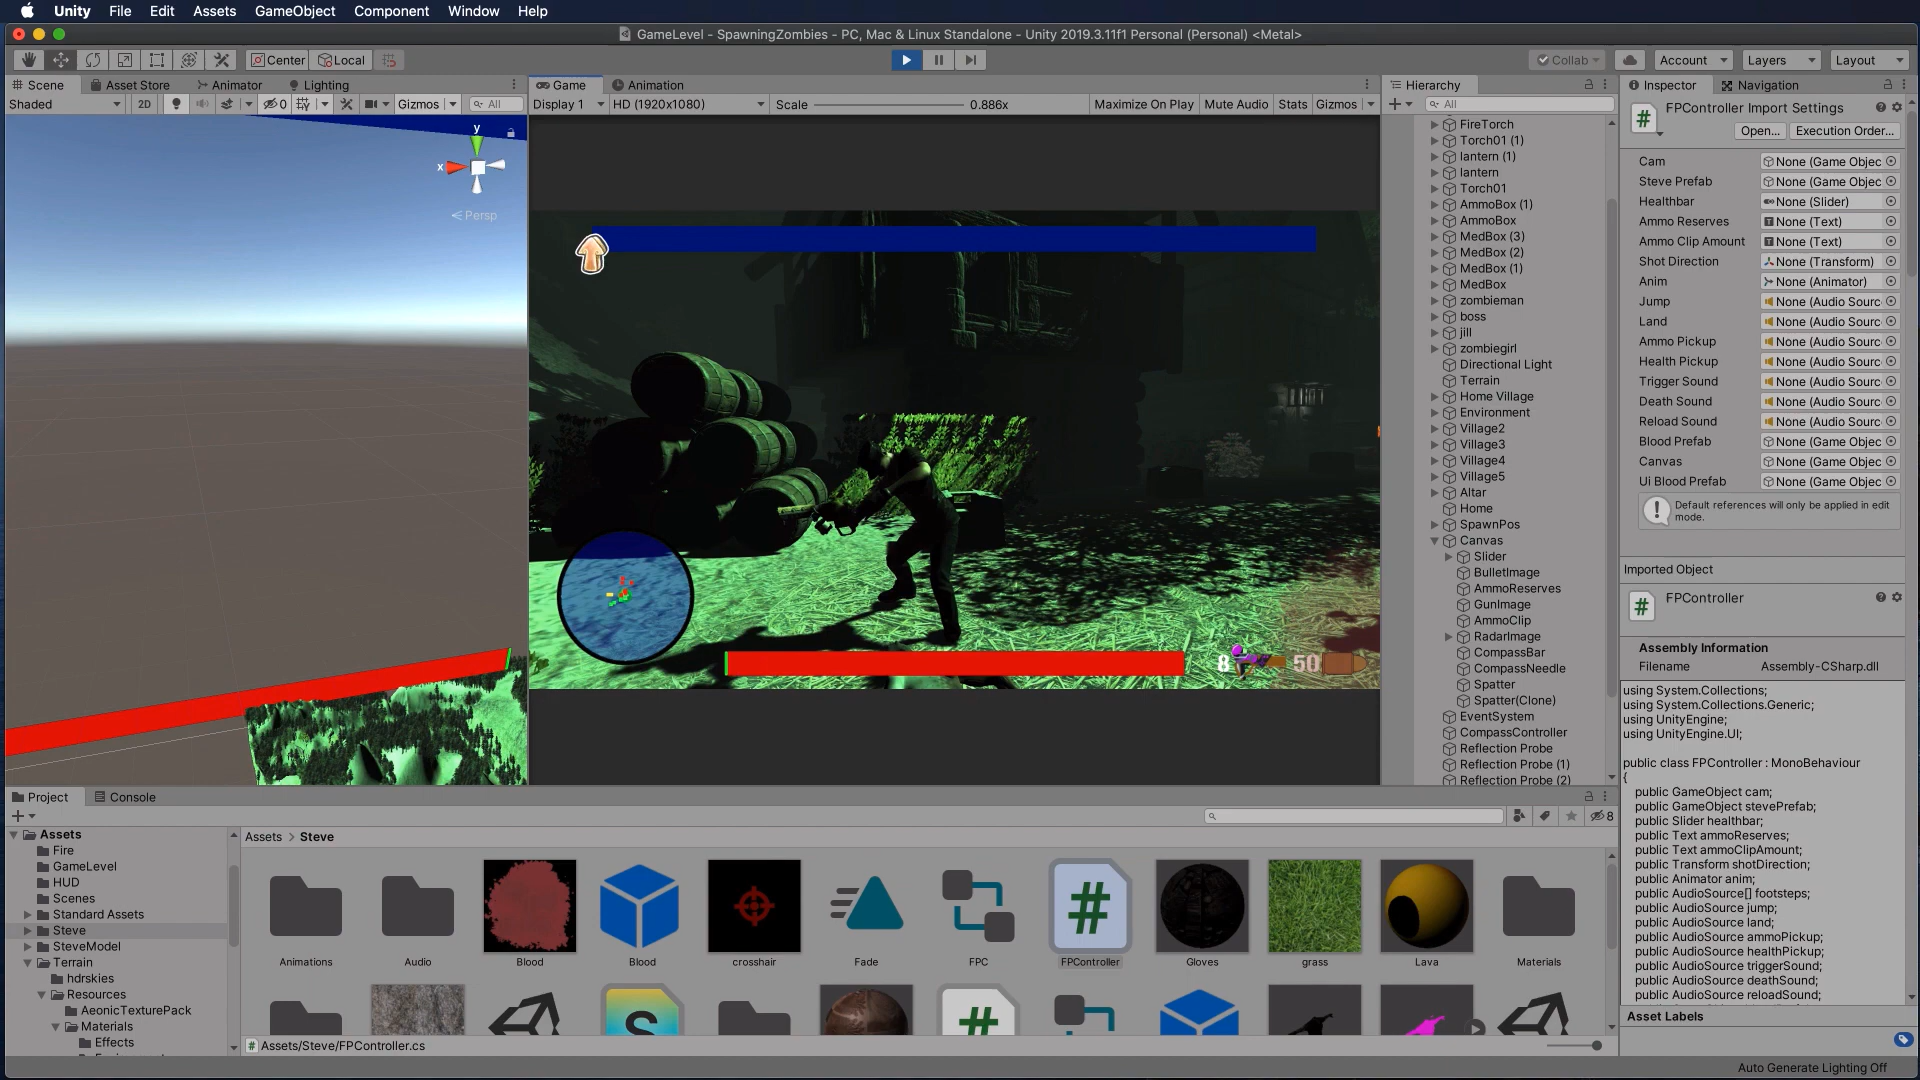 Unity File Edit Assets GameObject Component Window Help
GameLevel - SpawningZombies - PC, Mac & Linux Standalone - Unity 2019.3.11f1 Personal (Personal) <Metal>
Center Local Collab Account Layers Layout
Scene Asset Store Animator Lighting
Shaded 2D 0 Gizmos All
y
x
Persp
Game Animation
Display 1 HD (1920x1080) Scale 0.886x Maximize On Play Mute Audio Stats Gizmos
8 50
Hierarchy
All
FireTorch
Torch01 (1)
lantern (1)
lantern
Torch01
AmmoBox (1)
AmmoBox
MedBox (3)
MedBox (2)
MedBox (1)
MedBox
zombieman
boss
jill
zombiegirl
Directional Light
Terrain
Home Village
Environment
Village2
Village3
Village4
Village5
Altar
Home
SpawnPos
Canvas
Slider
BulletImage
AmmoReserves
GunImage
AmmoClip
RadarImage
CompassBar
CompassNeedle
Spatter
Spatter(Clone)
EventSystem
CompassController
Reflection Probe
Reflection Probe (1)
Reflection Probe (2)
Inspector Navigation
FPController Import Settings
Open... Execution Order...
Cam None (Game Objec
Steve Prefab None (Game Objec
Healthbar None (Slider)
Ammo Reserves None (Text)
Ammo Clip Amount None (Text)
Shot Direction None (Transform)
Anim None (Animator)
Jump None (Audio Sourc
Land None (Audio Sourc
Ammo Pickup None (Audio Sourc
Health Pickup None (Audio Sourc
Trigger Sound None (Audio Sourc
Death Sound None (Audio Sourc
Reload Sound None (Audio Sourc
Blood Prefab None (Game Objec
Canvas None (Game Objec
Ui Blood Prefab None (Game Objec
Default references will only be applied in edit
mode.
Imported Object
FPController
Assembly Information
Filename Assembly-CSharp.dll
using System.Collections;
using System.Collections.Generic;
using UnityEngine;
using UnityEngine.UI;
public class FPController : MonoBehaviour
{
public GameObject cam;
public GameObject stevePrefab;
public Slider healthbar;
public Text ammoReserves;
public Text ammoClipAmount;
public Transform shotDirection;
public Animator anim;
public AudioSource[] footsteps;
public AudioSource jump;
public AudioSource land;
public AudioSource ammoPickup;
public AudioSource healthPickup;
public AudioSource triggerSound;
public AudioSource deathSound;
public AudioSource reloadSound;
Asset Labels
Project Console
8
Assets
Fire
GameLevel
HUD
Scenes
Standard Assets
Steve
SteveModel
Terrain
hdrskies
Resources
AeonicTexturePack
Materials
Effects
Assets > Steve
Animations Audio Blood Blood crosshair Fade FPC FPController Gloves grass Lava Materials
Assets/Steve/FPController.cs
Auto Generate Lighting Off